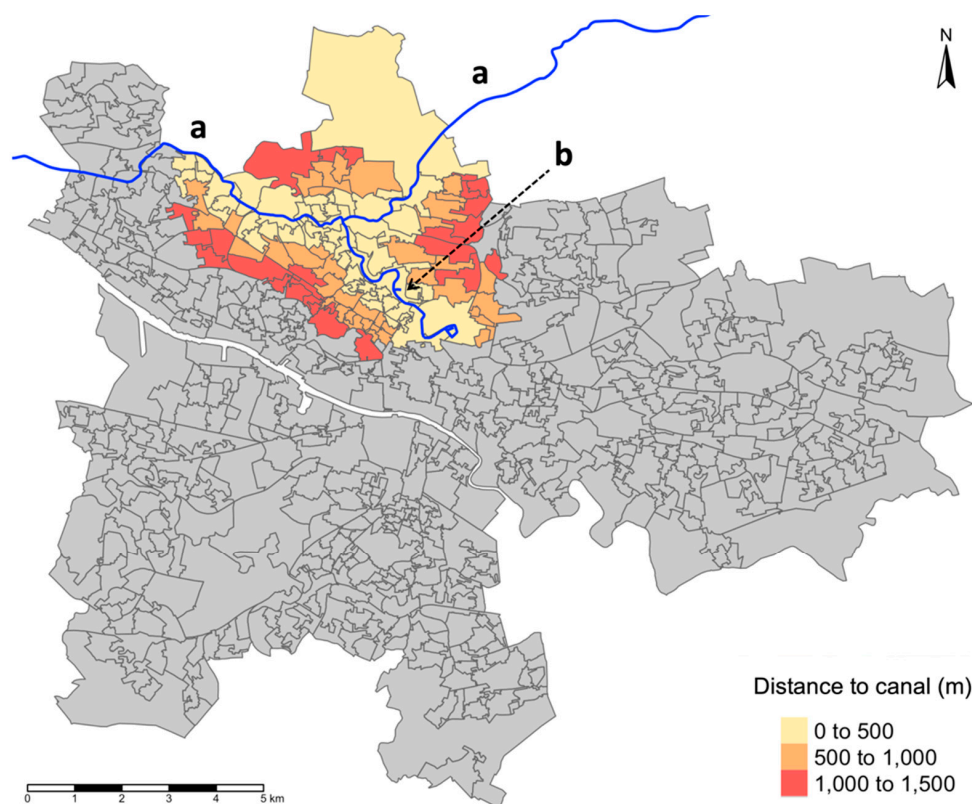 N
a
a
b
Distance to canal (m)
0 to 500
500 to 1,000
1,000 to 1,500
0 1 2 3 4 5 km